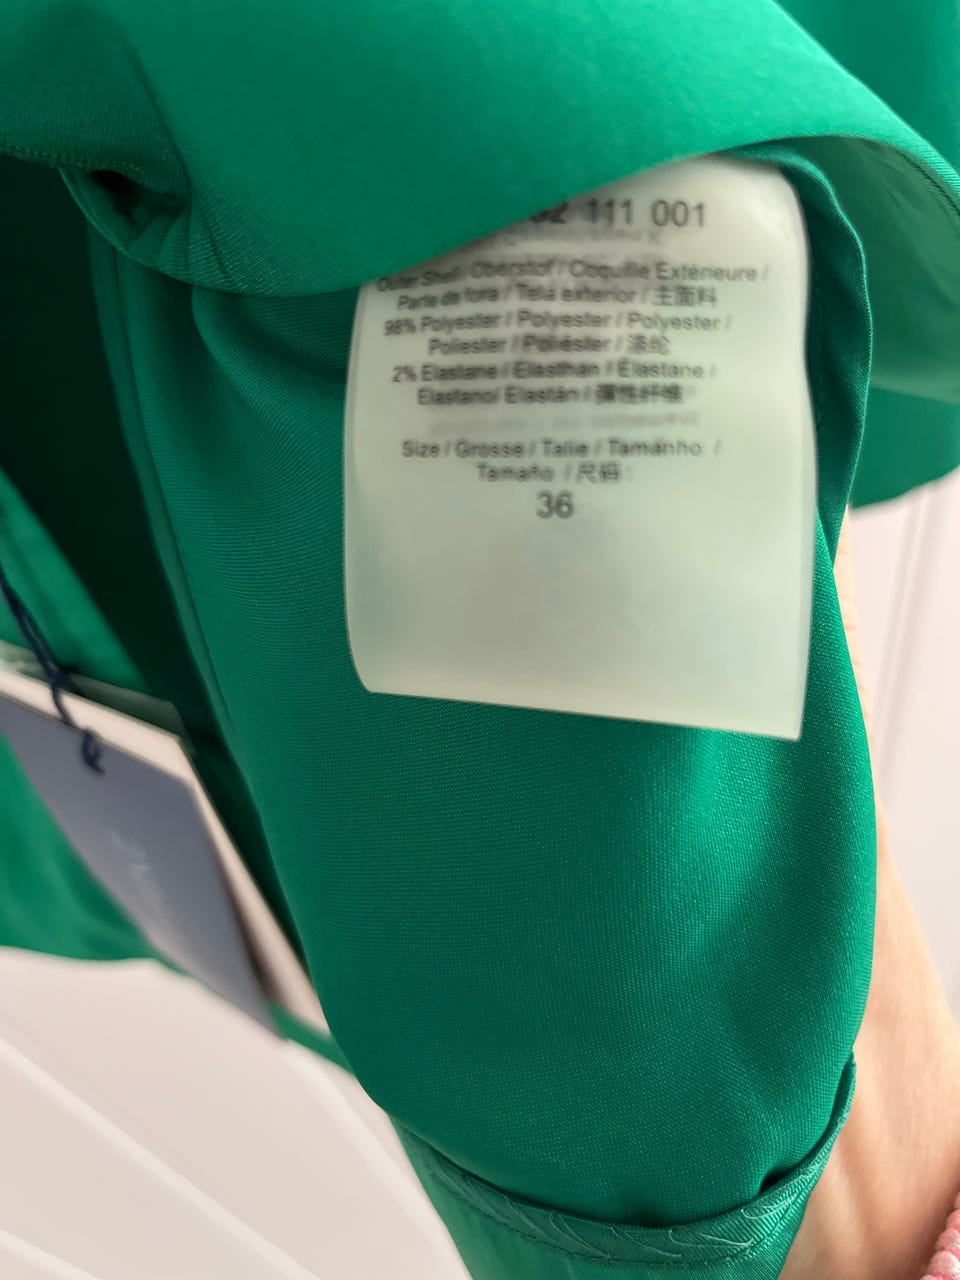 111 001
Outer Shell / Oberstof / Coquille Extérieure /
Parte de fora / Tela exterior / 主面料
98% Polyester / Polyester / Polyester /
Poliester / Poliéster / 涤纶
2% Elastane / Elasthan / Élastane /
Elastano/ Elastán / 弹性纤维
Size / Grosse / Talie / Tamanho /
Tamaño / 尺码 :
36